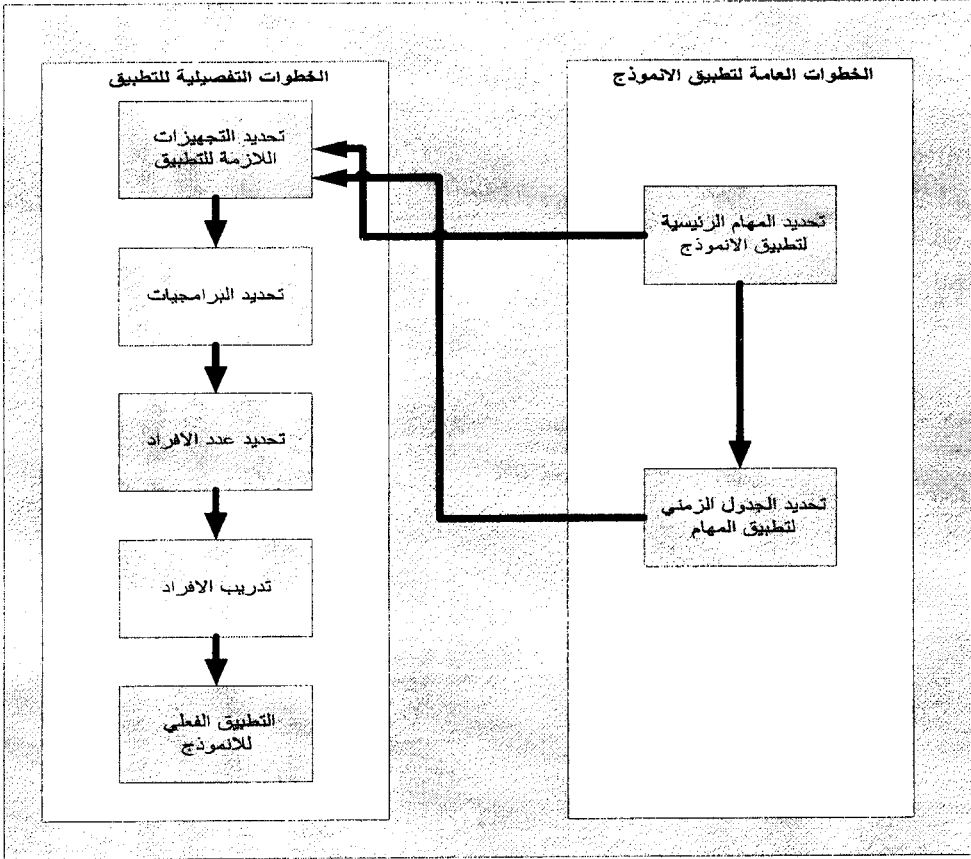 الخطوات العامة لتطبيق الانموذج
تحديد المهام الرئيسية
لتطبيق الانموذج
تحديد الجدول الزمني
لتطبيق المهام
الخطوات التفصيلية للتطبيق
تحديد التجهيزات
اللازمة للتطبيق
تحديد البرامجيات
تحديد عدد الافراد
تدريب الافراد
التطبيق الفعلي
للانموذج